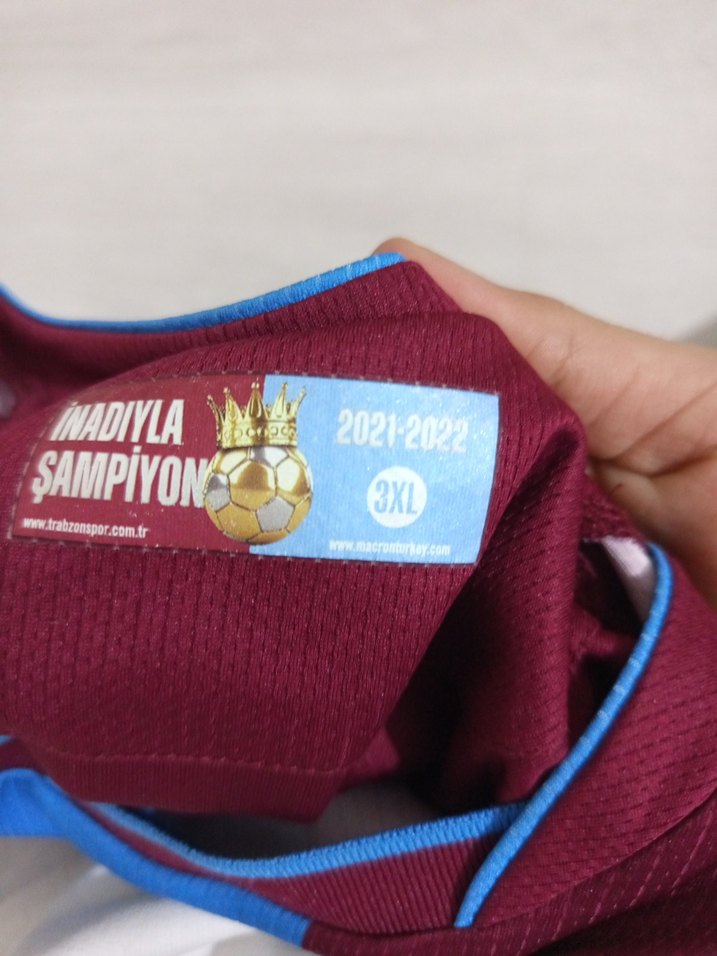 İNADIYLA
ŞAMPİYON
www.trabzonspor.com.tr
2021-2022
3XL
www.macronturkey.com